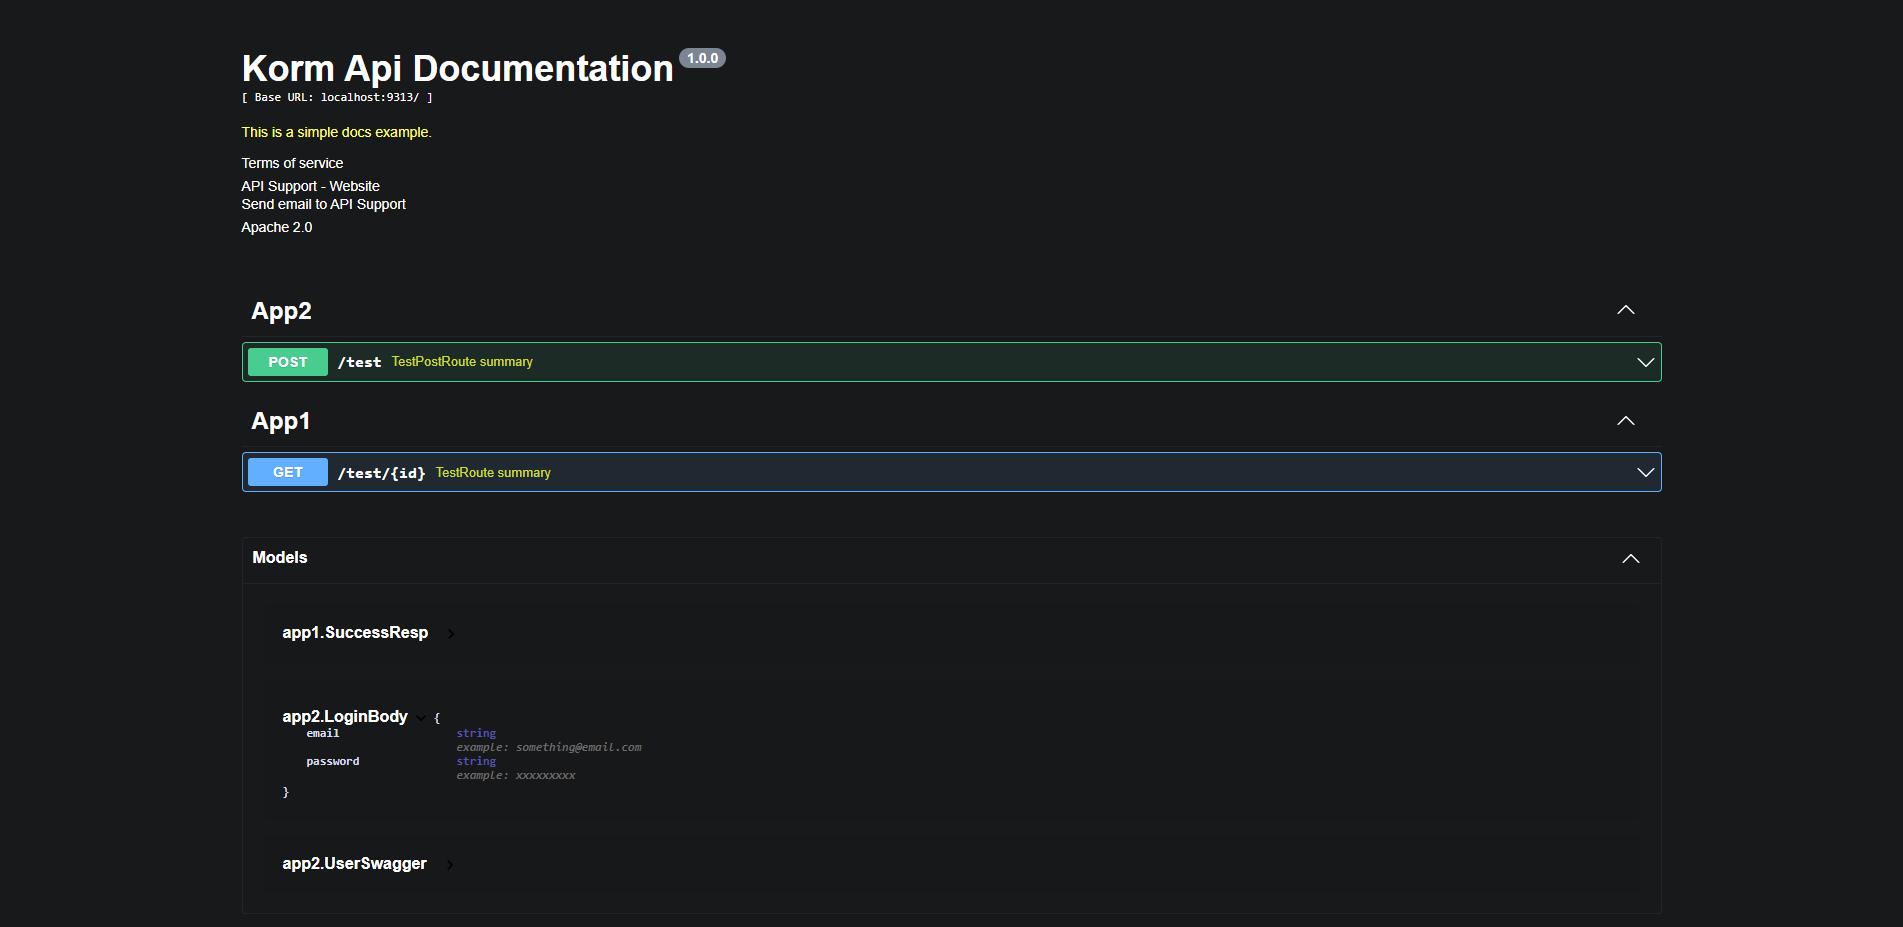 Korm Api Documentation 1.0.0
[ Base URL: localhost:9313/ ]
This is a simple docs example.
Terms of service
API Support - Website
Send email to API Support
Apache 2.0
App2
POST /test TestPostRoute summary
App1
GET /test/{id} TestRoute summary
Models
app1.SuccessResp
app2.LoginBody {
email string
example: something@email.com
password string
example: xxxxxxxxx
}
app2.UserSwagger